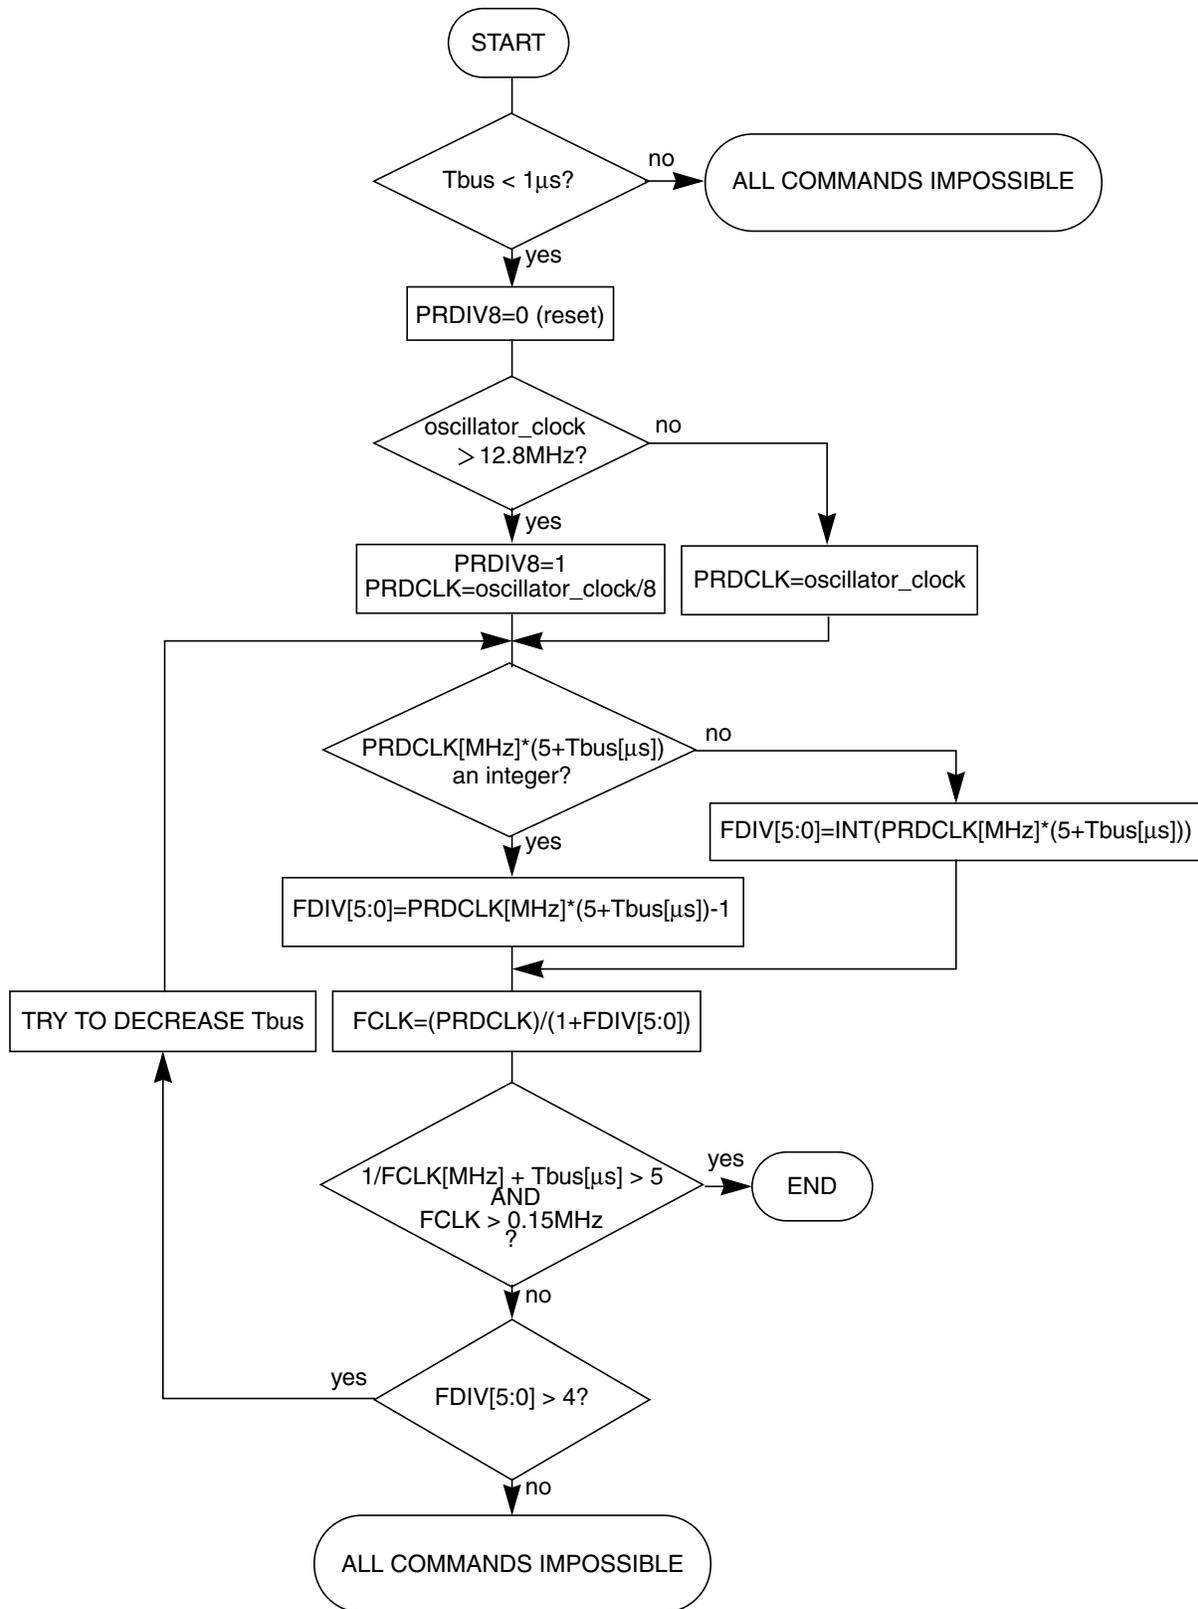 START
Tbus < 1μs?
no
ALL COMMANDS IMPOSSIBLE
yes
PRDIV8=0 (reset)
oscillator_clock
> 12.8MHz?
no
yes
PRDIV8=1
PRDCLK=oscillator_clock/8
PRDCLK=oscillator_clock
PRDCLK[MHz]*(5+Tbus[μs])
an integer?
no
yes
FDIV[5:0]=INT(PRDCLK[MHz]*(5+Tbus[μs]))
FDIV[5:0]=PRDCLK[MHz]*(5+Tbus[μs])-1
TRY TO DECREASE Tbus
FCLK=(PRDCLK)/(1+FDIV[5:0])
1/FCLK[MHz] + Tbus[μs] > 5
AND
FCLK > 0.15MHz
?
yes
END
no
FDIV[5:0] > 4?
yes
no
ALL COMMANDS IMPOSSIBLE